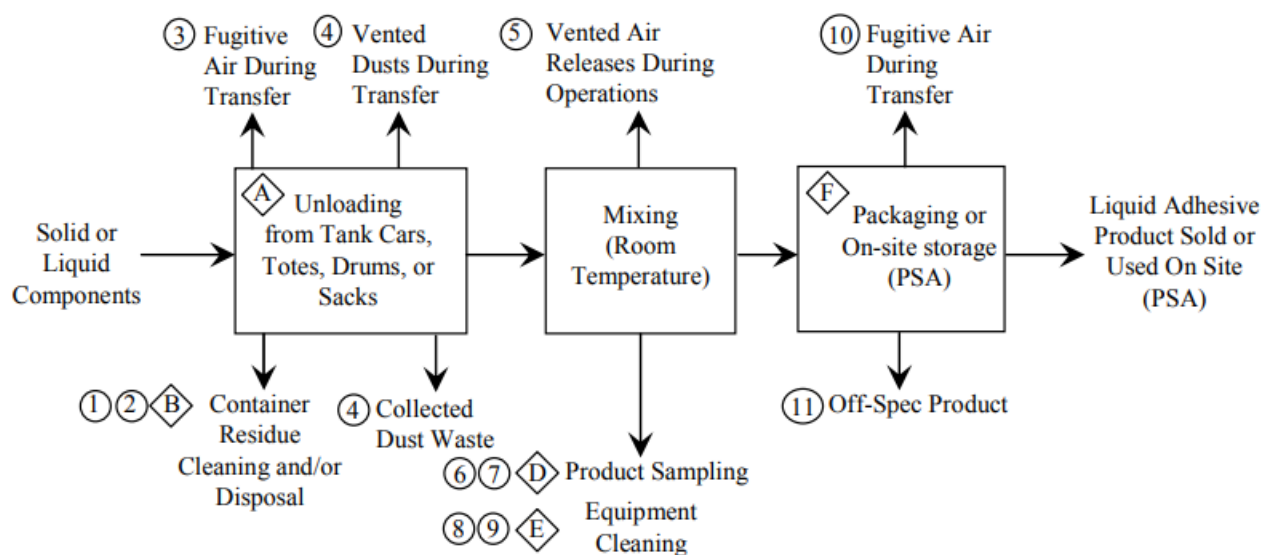 3 Fugitive
Air During
Transfer
4 Vented
Dusts During
Transfer
5 Vented Air
Releases During
Operations
10 Fugitive Air
During
Transfer
Solid or
Liquid
Components
A
Unloading
from Tank Cars,
Totes, Drums, or
Sacks
Mixing
(Room
Temperature)
F
Packaging or
On-site storage
(PSA)
Liquid Adhesive
Product Sold or
Used On Site
(PSA)
1 2 B Container
Residue
Cleaning and/or
Disposal
4 Collected
Dust Waste
6 7 D Product Sampling
8 9 E Equipment
Cleaning
11 Off-Spec Product